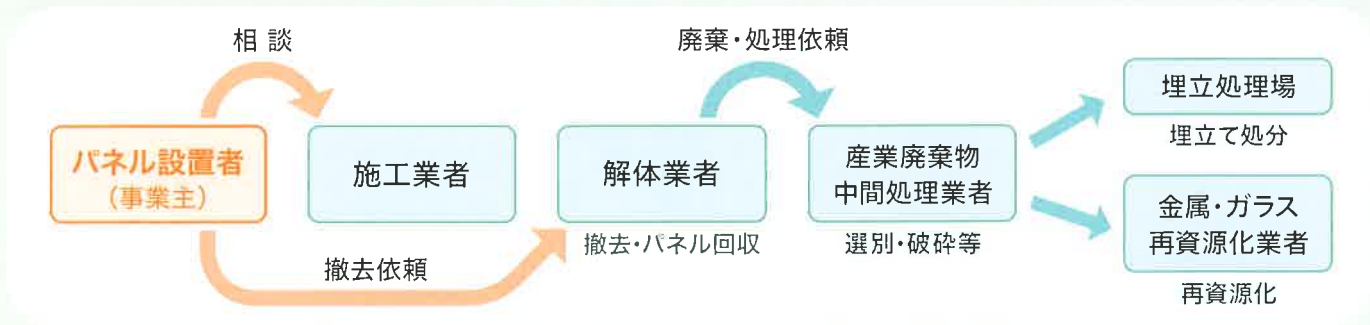 相 談
パネル設置者
（事業主）
施工業者
撤去依頼
解体業者
撤去・パネル回収
廃棄・処理依頼
産業廃棄物
中間処理業者
選別・破砕等
埋立処理場
埋立て処分
金属・ガラス
再資源化業者
再資源化